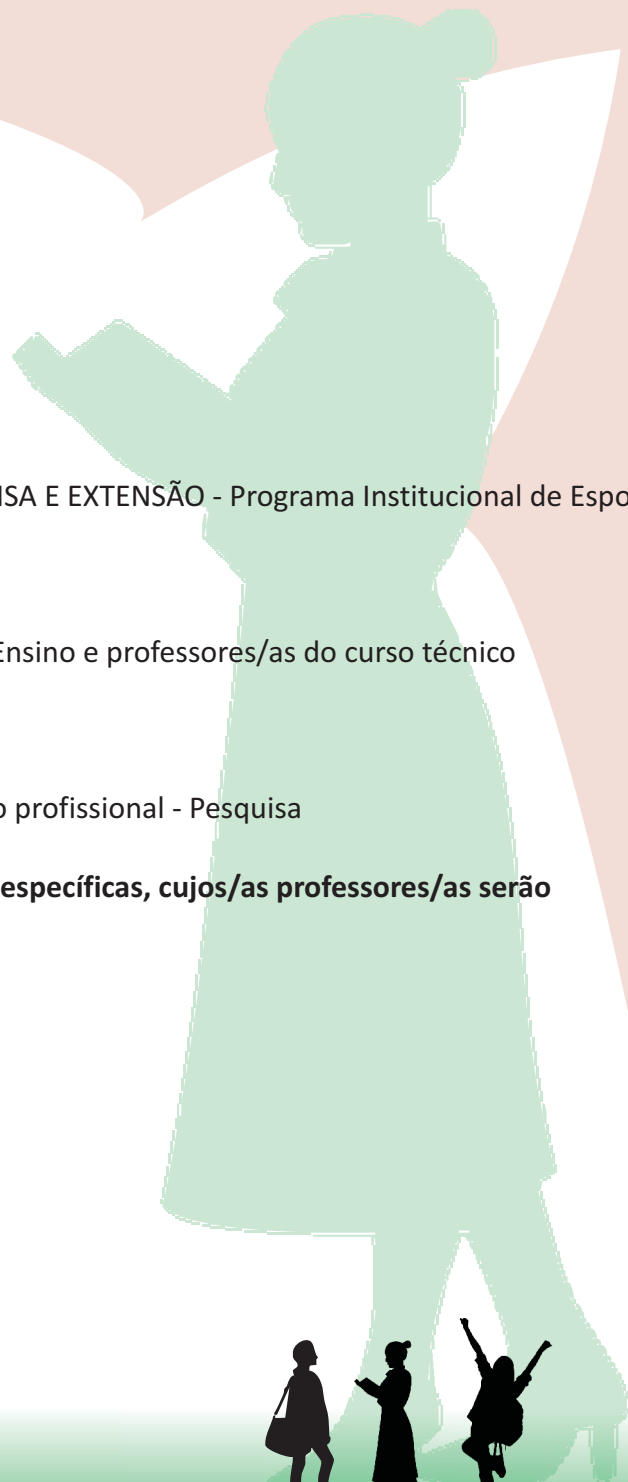 ISA E EXTENSÃO - Programa Institucional de Espo
Ensino e professores/as do curso técnico
o profissional - Pesquisa
específicas, cujos/as professores/as serão